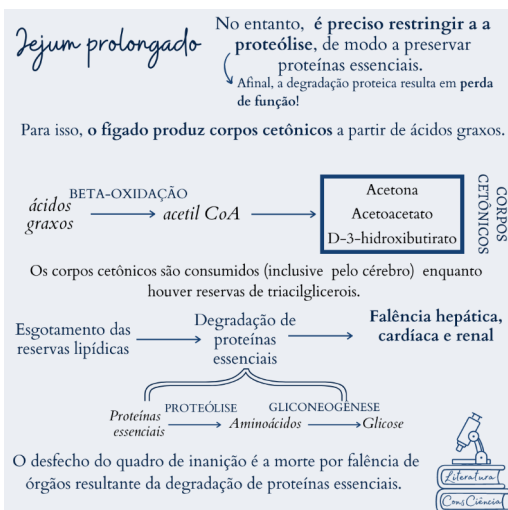 Jejum prolongado
No entanto, é preciso restringir a a
proteólise, de modo a preservar
proteínas essenciais.
Afinal, a degradação proteica resulta em perda
de função!
Para isso, o fígado produz corpos cetônicos a partir de ácidos graxos.
ácidos
graxos
BETA-OXIDAÇÃO
acetil CoA
Acetona
Acetoacetato
D-3-hidroxibutirato
CORPOS
CETÔNICOS
Os corpos cetônicos são consumidos (inclusive pelo cérebro) enquanto
houver reservas de triacilglicerois.
Esgotamento das
reservas lipídicas
Degradação de
proteínas
essenciais
Falência hepática,
cardíaca e renal
Proteínas
essenciais
PROTEÓLISE
Aminoácidos
GLICONEOGÊNESE
Glicose
O desfecho do quadro de inanição é a morte por falência de
órgãos resultante da degradação de proteínas essenciais.
Literatura
ConsCiência